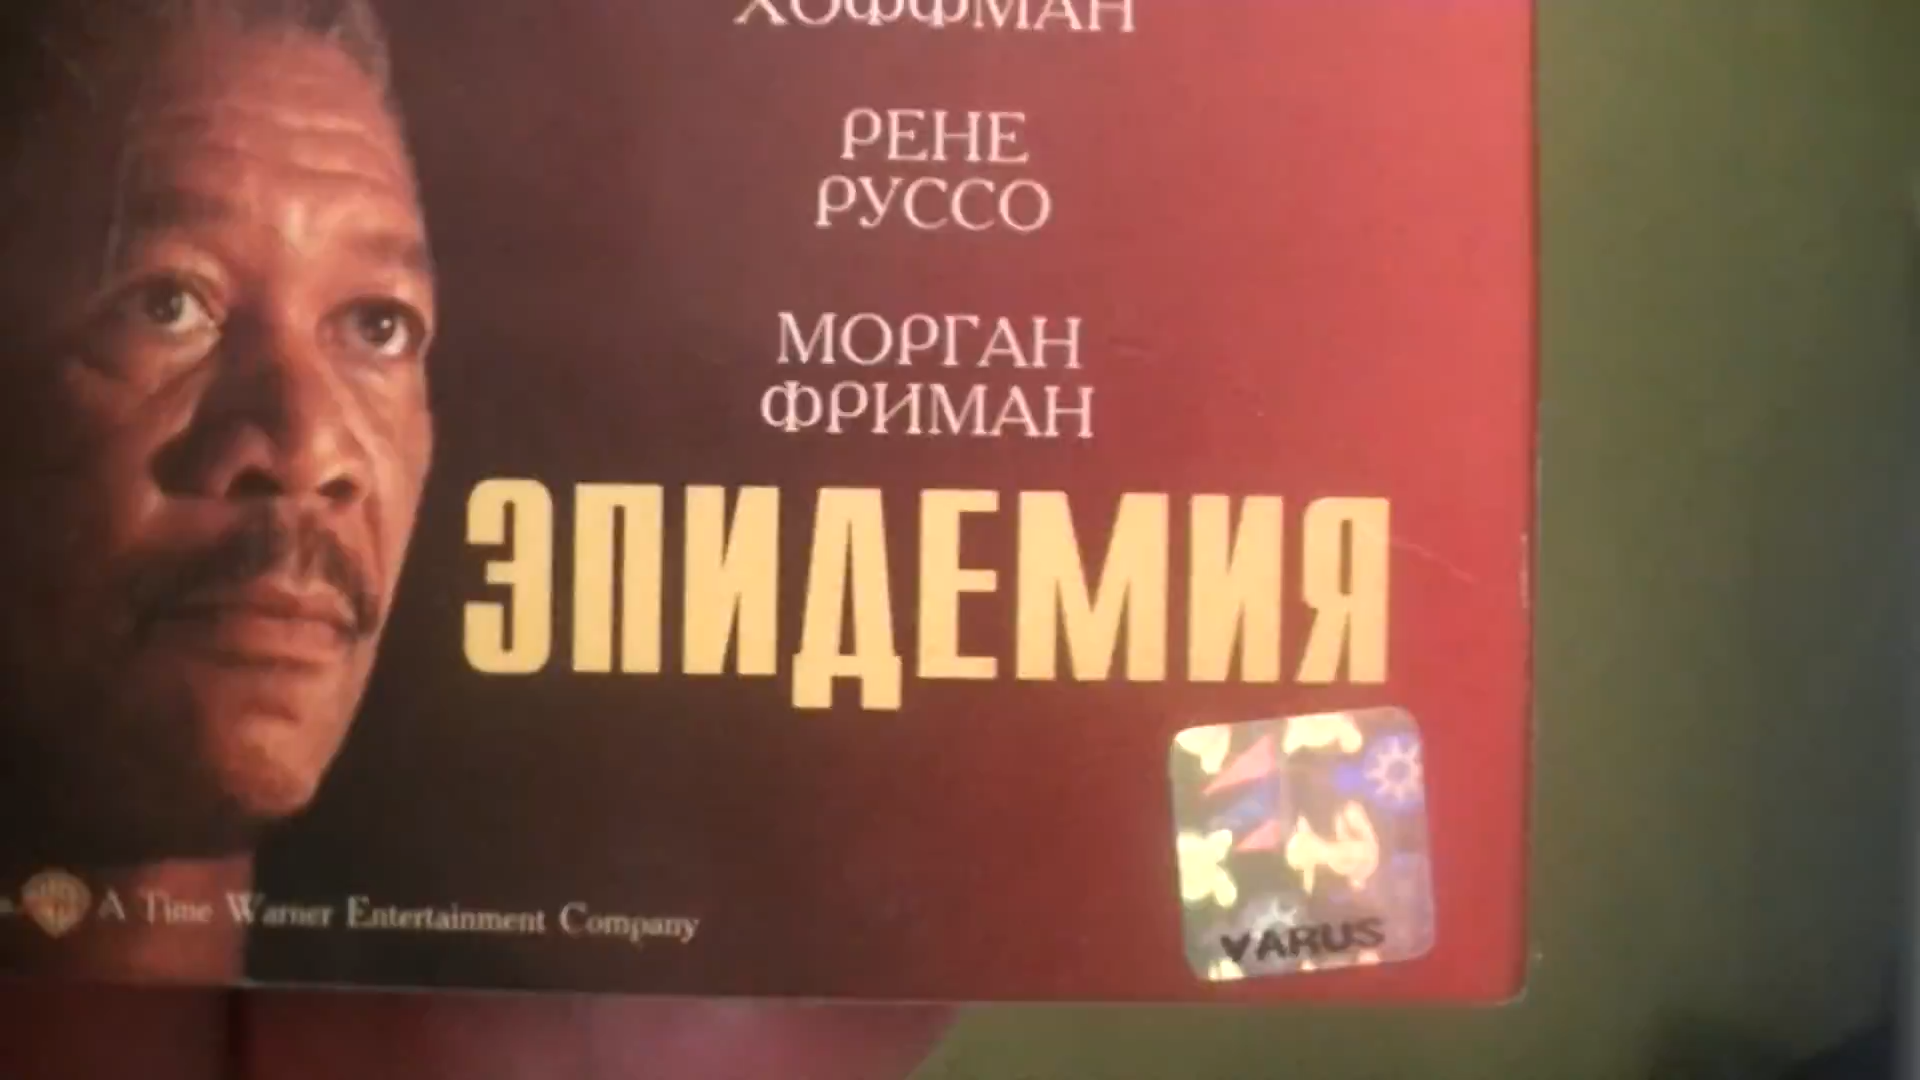 ХОФФМАН
РЕНЕ
РУССО
МОРГАН
ФРИМАН
ЭПИДЕМИЯ
A Time Warner Entertainment Company
VARUS